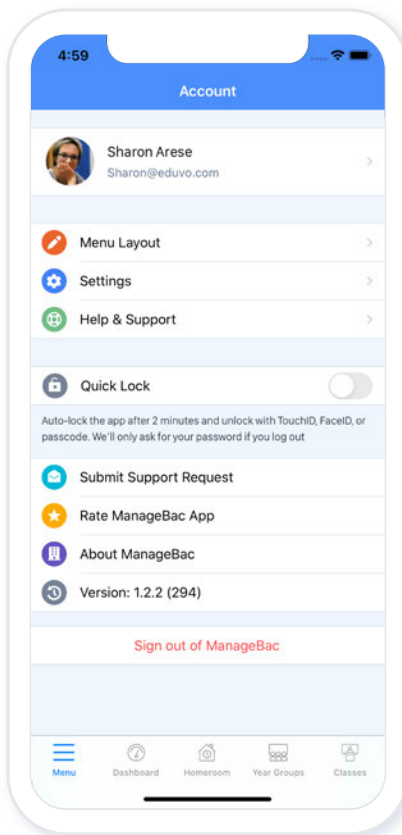 4:59
Account
Sharon Arese
Sharon@eduvo.com
Menu Layout
Settings
Help & Support
Quick Lock
Auto-lock the app after 2 minutes and unlock with TouchID, FaceID, or
passcode. We'll only ask for your password if you log out
Submit Support Request
Rate ManageBac App
About ManageBac
Version: 1.2.2 (294)
Sign out of ManageBac
Menu Dashboard Homeroom Year Groups Classes